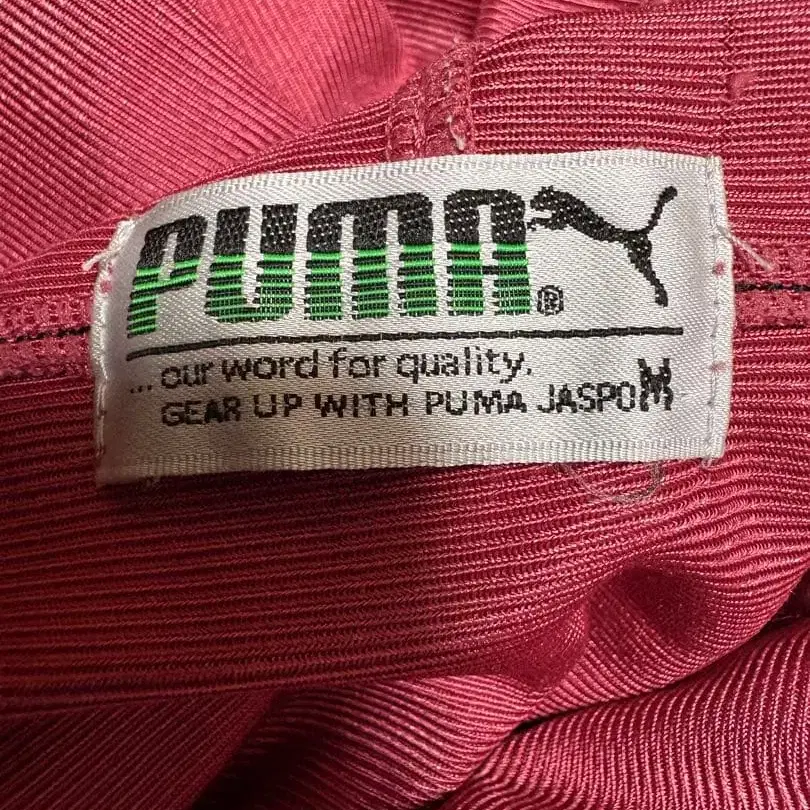 PUMA®
... our word for quality.
GEAR UP WITH PUMA JASPO M